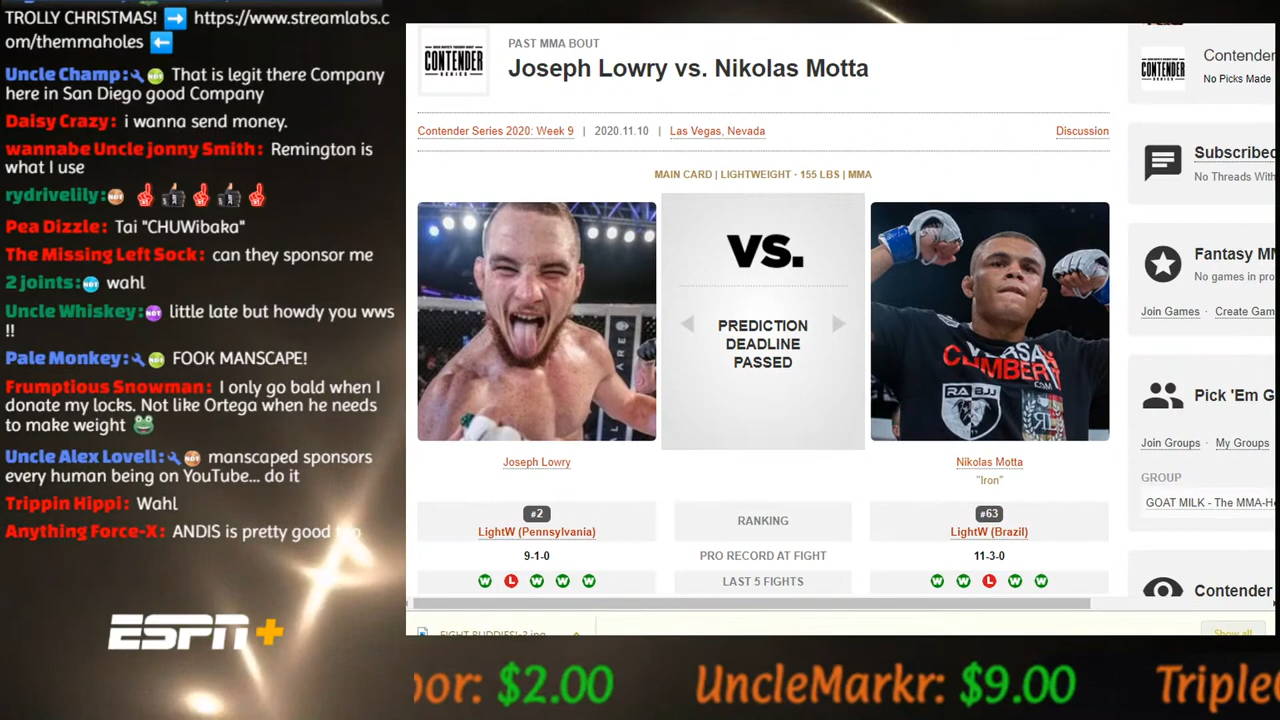 TROLLY CHRISTMAS! ➡️ https://www.streamlabs.c
om/themmaholes ⬅️
Uncle Champ: That is legit there Company
here in San Diego good Company
Daisy Crazy: i wanna send money.
wannabe Uncle jonny Smith: Remington is
what I use
rydrivelily:
Pea Dizzle: Tai "CHUWibaka"
The Missing Left Sock: can they sponsor me
2 joints: wahl
Uncle Whiskey: little late but howdy you wws
!!
Pale Monkey: FOOK MANSCAPE!
Frumptious Snowman: I only go bald when I
donate my locks. Not like Ortega when he needs
to make weight 🐸
Uncle Alex Lovell: manscaped sponsors
every human being on YouTube... do it
Trippin Hippi: Wahl
Anything Force-X: ANDIS is pretty good
ESPN+
CONTENDER
SERIES
PAST MMA BOUT
Joseph Lowry vs. Nikolas Motta
Contender Series 2020: Week 9 | 2020.11.10 | Las Vegas, Nevada
Discussion
MAIN CARD | LIGHTWEIGHT · 155 LBS | MMA
VS.
PREDICTION
DEADLINE
PASSED
RABJJ
Joseph Lowry
Nikolas Motta
"Iron"
#2
LightW (Pennsylvania)
RANKING
#63
LightW (Brazil)
9-1-0
PRO RECORD AT FIGHT
11-3-0
W L W W W
LAST 5 FIGHTS
W W L W W
CONTENDER
SERIES
Contender
No Picks Made
Subscribed
No Threads With
Fantasy MM
No games in pro
Join Games · Create Gam
Pick 'Em G
Join Groups · My Groups
GROUP
GOAT MILK - The MMA-H
Contender
Show all
oor: $2.00
UncleMarkr: $9.00
Triple